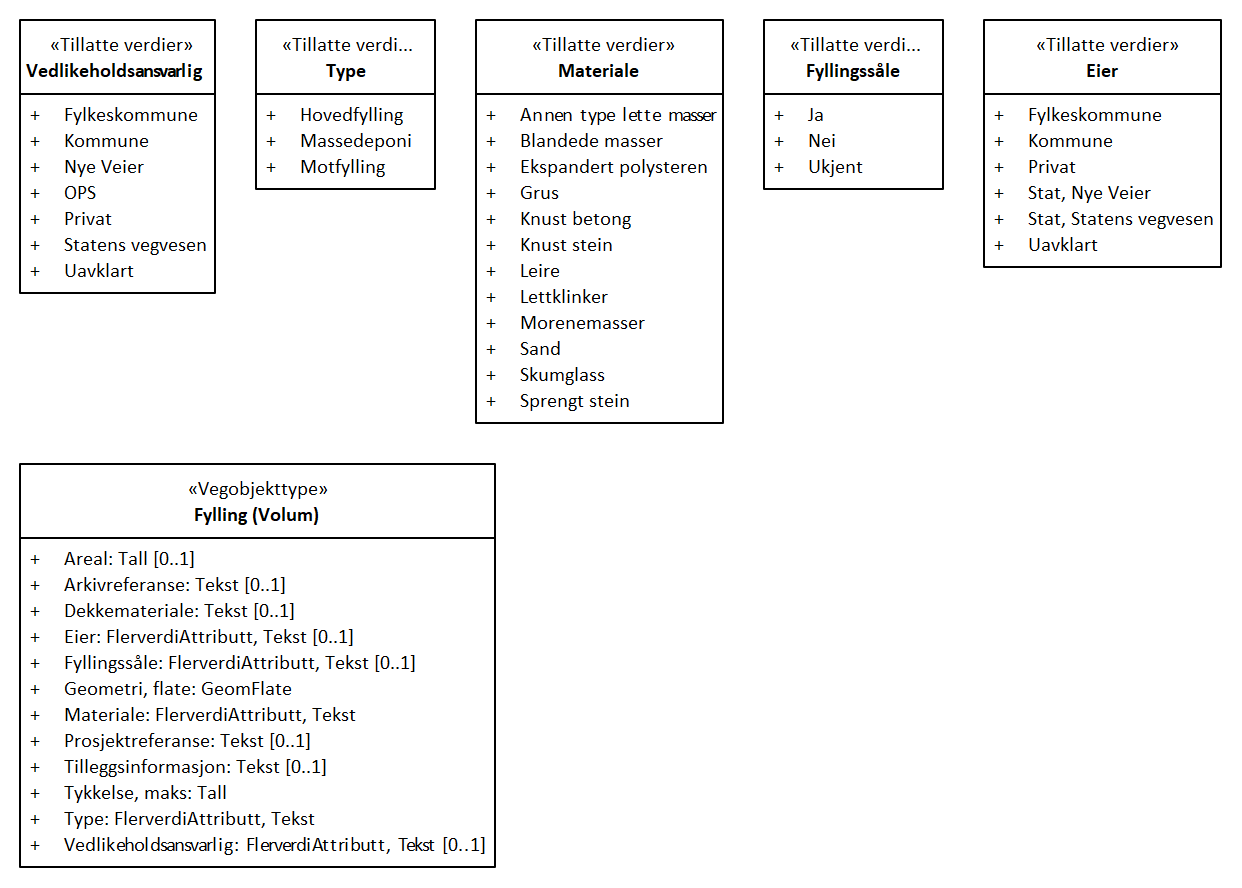 «Tillatte verdier»
Vedlikeholdsansvarlig
+ Fylkeskommune
+ Kommune
+ Nye Veier
+ OPS
+ Privat
+ Statens vegvesen
+ Uavklart
«Tillatte verdi...
Type
+ Hovedfylling
+ Massedeponi
+ Motfylling
«Tillatte verdier»
Materiale
+ Annen type lette masser
+ Blandede masser
+ Ekspandert polysteren
+ Grus
+ Knust betong
+ Knust stein
+ Leire
+ Lettklinker
+ Morenemasser
+ Sand
+ Skumglass
+ Sprengt stein
«Tillatte verdi...
Fyllingssåle
+ Ja
+ Nei
+ Ukjent
«Tillatte verdier»
Eier
+ Fylkeskommune
+ Kommune
+ Privat
+ Stat, Nye Veier
+ Stat, Statens vegvesen
+ Uavklart
«Vegobjekttype»
Fylling (Volum)
+ Areal: Tall [0..1]
+ Arkivreferanse: Tekst [0..1]
+ Dekkemateriale: Tekst [0..1]
+ Eier: FlerverdiAttributt, Tekst [0..1]
+ Fyllingssåle: FlerverdiAttributt, Tekst [0..1]
+ Geometri, flate: GeomFlate
+ Materiale: FlerverdiAttributt, Tekst
+ Prosjektreferanse: Tekst [0..1]
+ Tilleggsinformasjon: Tekst [0..1]
+ Tykkelse, maks: Tall
+ Type: FlerverdiAttributt, Tekst
+ Vedlikeholdsansvarlig: FlerverdiAttributt, Tekst [0..1]